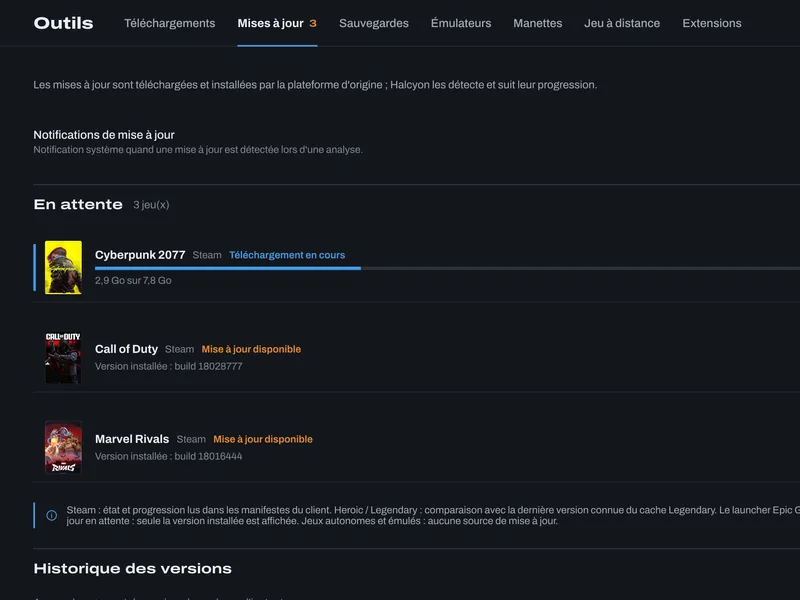 Outils Téléchargements Mises à jour 3 Sauvegardes Émulateurs Manettes Jeu à distance Extensions
Les mises à jour sont téléchargées et installées par la plateforme d'origine ; Halcyon les détecte et suit leur progression.
Notifications de mise à jour
Notification système quand une mise à jour est détectée lors d'une analyse.
En attente 3 jeu(x)
Cyberpunk 2077 Steam Téléchargement en cours
2,9 Go sur 7,8 Go
CALL OF DUTY
Call of Duty Steam Mise à jour disponible
Version installée : build 18028777
Marvel Rivals Steam Mise à jour disponible
Version installée : build 18016444
RIVALS
Steam : état et progression lus dans les manifestes du client. Heroic / Legendary : comparaison avec la dernière version connue du cache Legendary. Le launcher Epic G
jour en attente : seule la version installée est affichée. Jeux autonomes et émulés : aucune source de mise à jour.
Historique des versions